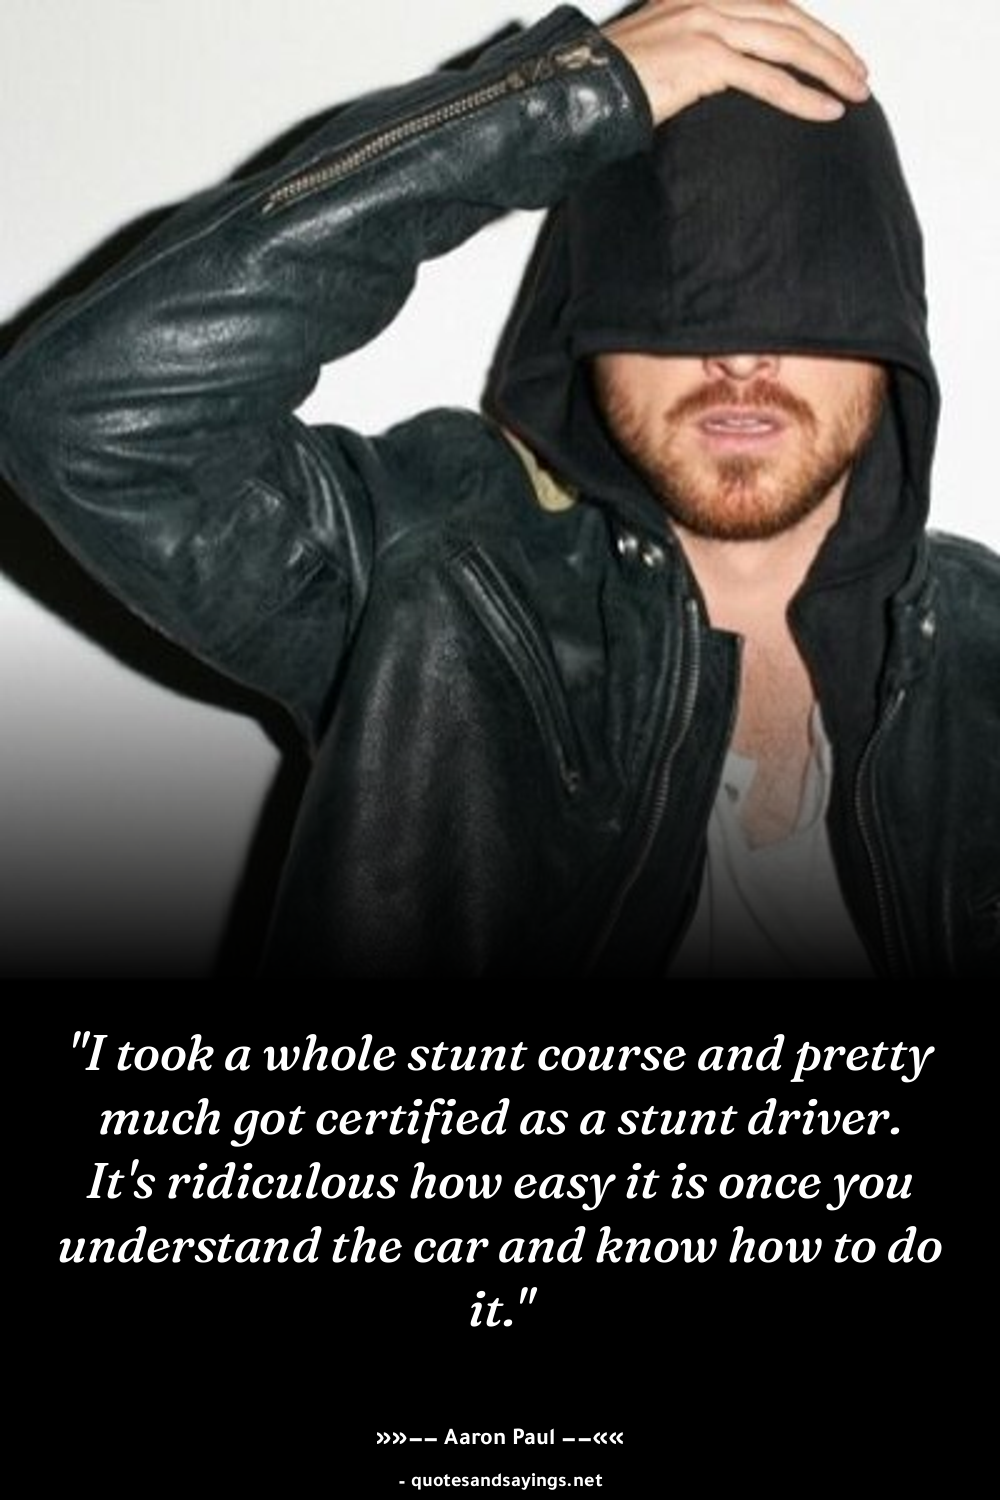 "I took a whole stunt course and pretty
much got certified as a stunt driver.
It's ridiculous how easy it is once you
understand the car and know how to do
it."
»»—— Aaron Paul ——««
- quotesandsayings.net